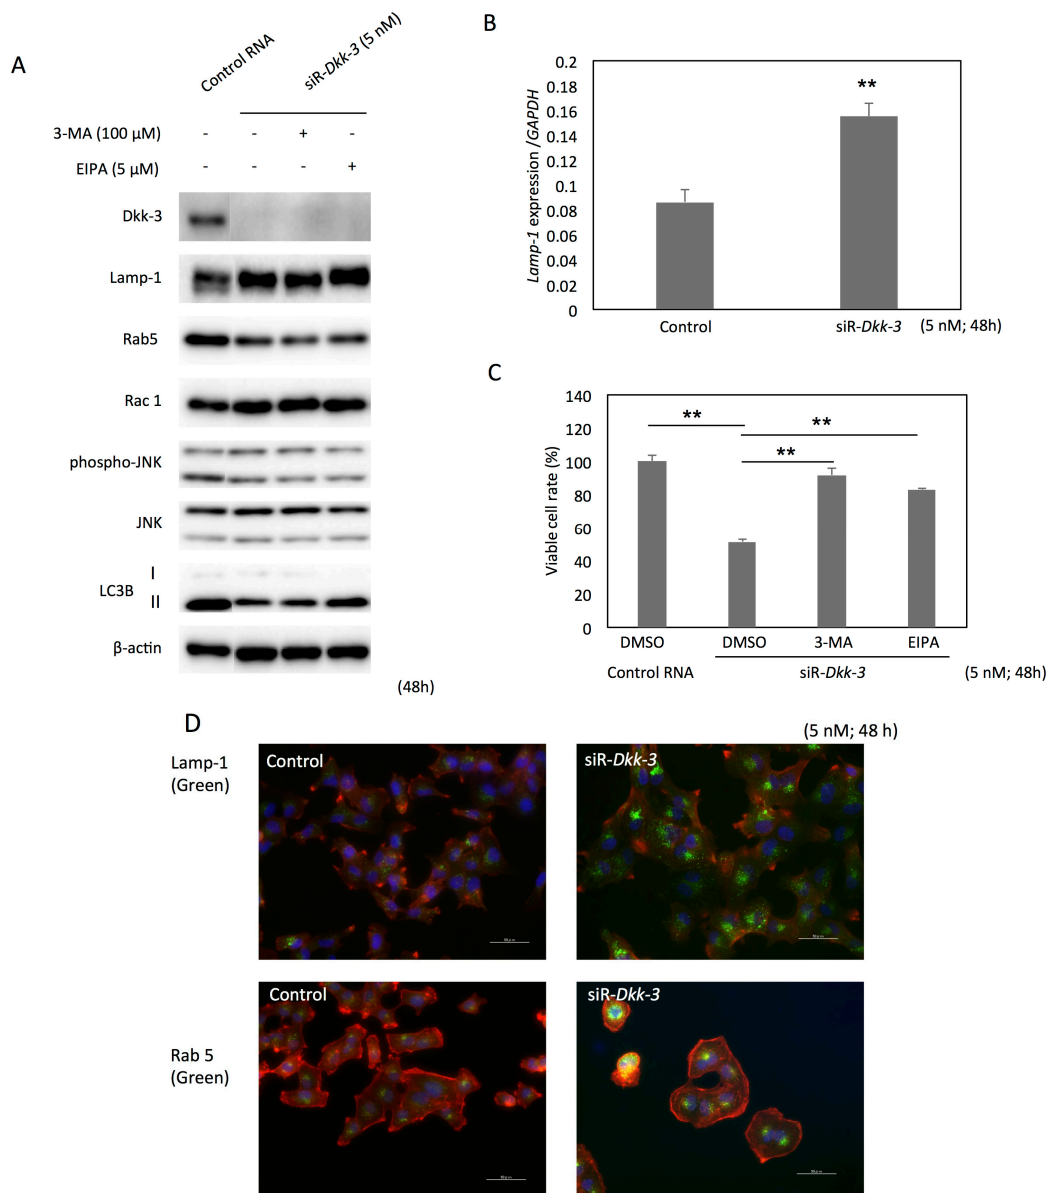 A
Control RNA
siR-Dkk-3 (5 nM)
3-MA (100 μM) - - + -
EIPA (5 μM) - - - +
Dkk-3
Lamp-1
Rab5
Rac 1
phospho-JNK
JNK
LC3B
I
II
β-actin
(48h)
B
Lamp-1 expression /GAPDH
0.2
0.18
0.16
0.14
0.12
0.1
0.08
0.06
0.04
0.02
0
**
Control
siR-Dkk-3
(5 nM; 48h)
C
Viable cell rate (%)
140
120
100
80
60
40
20
0
**
**
**
DMSO DMSO 3-MA EIPA
Control RNA siR-Dkk-3 (5 nM; 48h)
D
(5 nM; 48 h)
Lamp-1
(Green)
Control
siR-Dkk-3
Rab 5
(Green)
Control
siR-Dkk-3